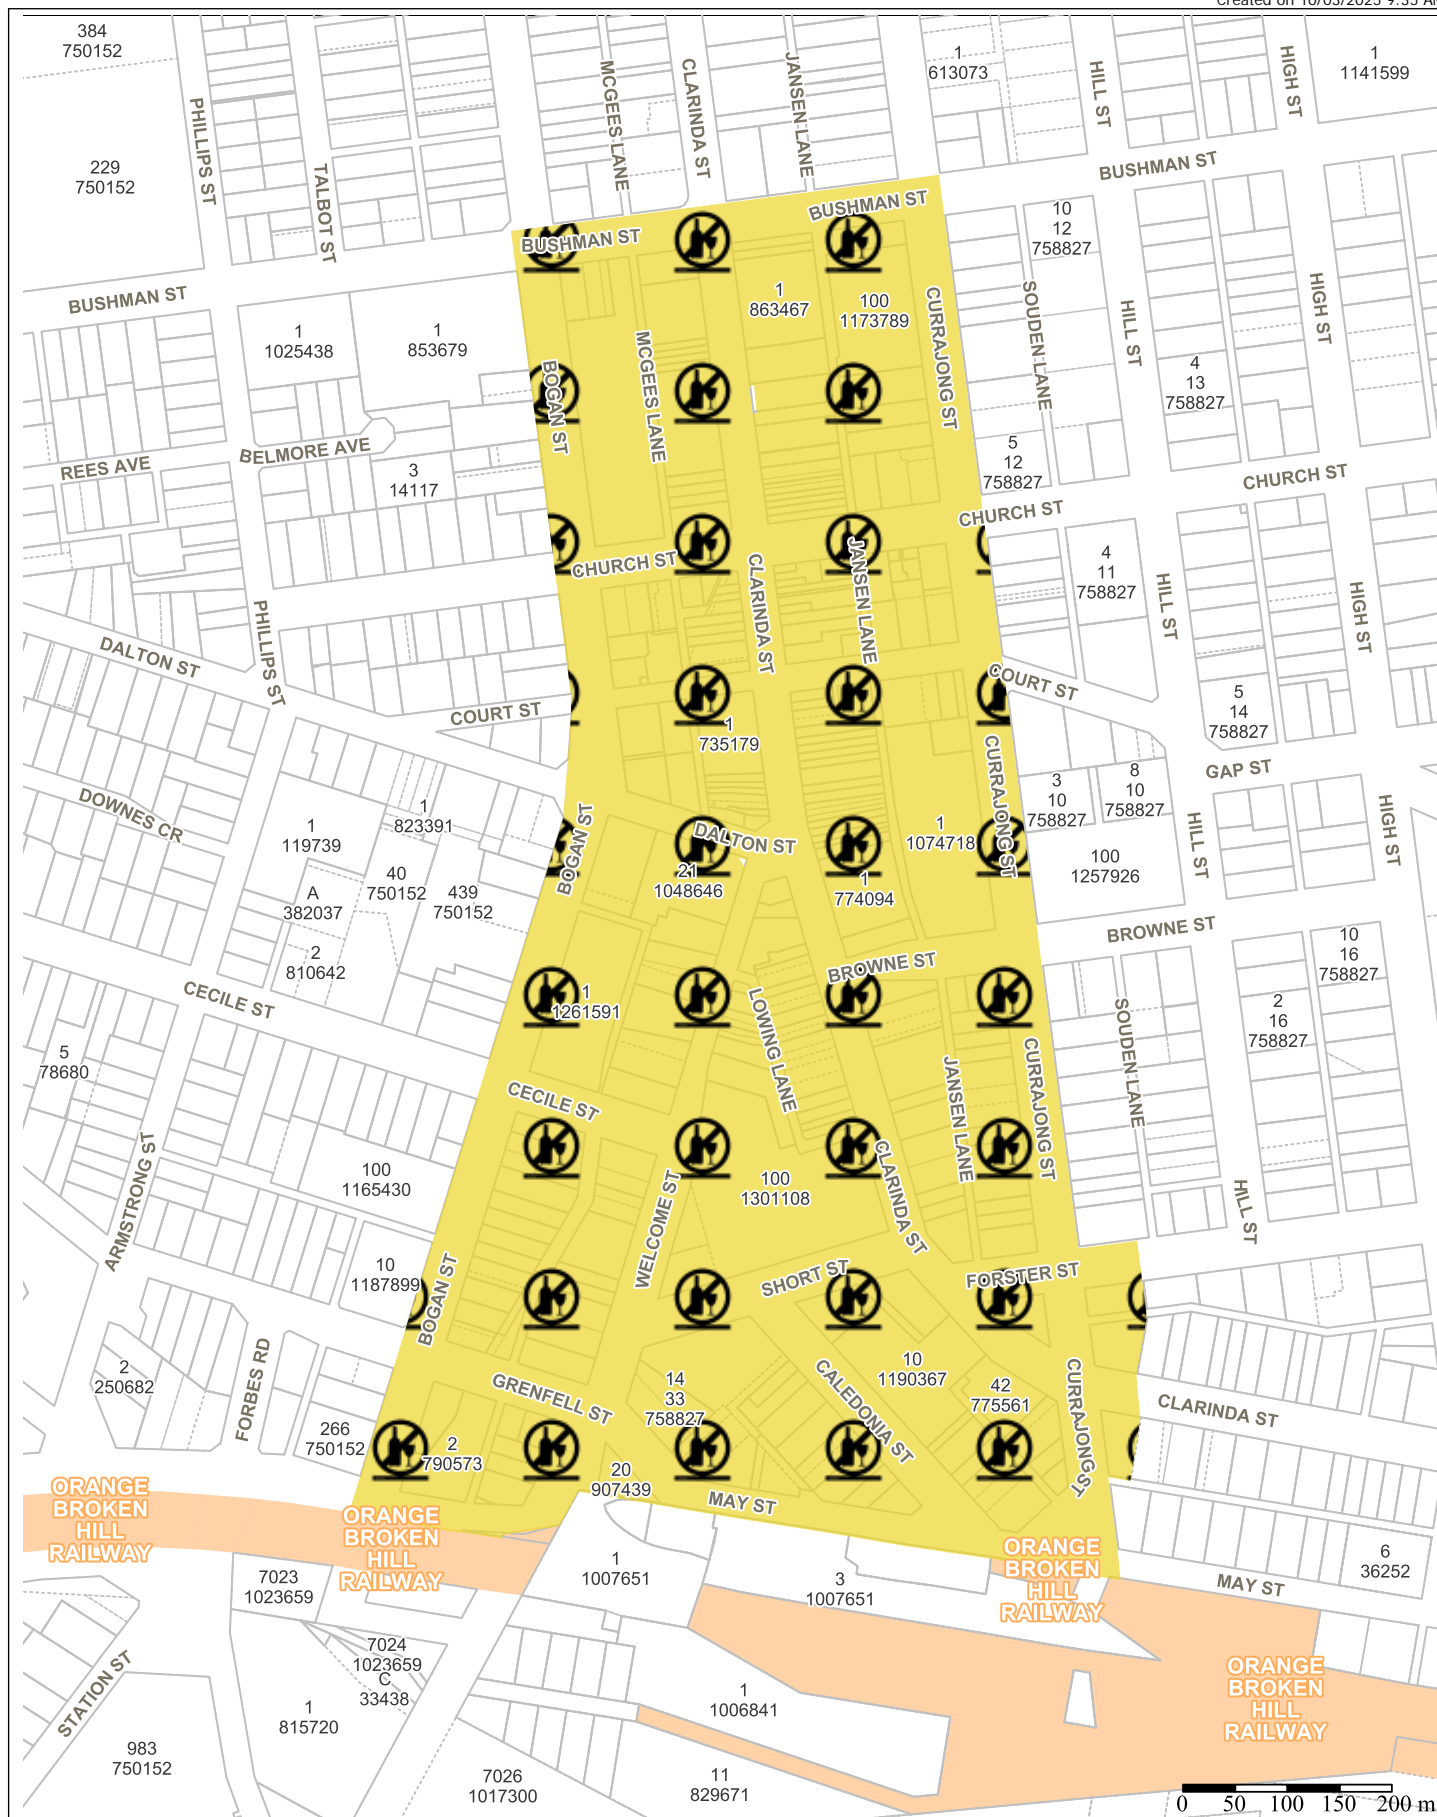 384
750152
1
613073
1
1141599
PHILLIPS ST
TALBOT ST
MCGEES LANE
CLARINDA ST
JANSEN LANE
HILL ST
HIGH ST
229
750152
BUSHMAN ST
BUSHMAN ST
BUSHMAN ST
BUSHMAN ST
10
12
758827
1
1025438
1
853679
1
863467
100
1173789
CURRAJONG ST
SOUDEN LANE
HILL ST
HIGH ST
BOGAN ST
MCGEES LANE
4
13
758827
REES AVE
BELMORE AVE
3
14117
5
12
758827
CHURCH ST
CHURCH ST
CHURCH ST
CLARINDA ST
JANSEN LANE
4
11
758827
HILL ST
HIGH ST
DALTON ST
PHILLIPS ST
COURT ST
COURT ST
1
735179
5
14
758827
GAP ST
DOWNES CR
1
823391
1
119739
BOGAN ST
DALTON ST
CURRAJONG ST
3
10
758827
8
10
758827
HILL ST
HIGH ST
40
750152
A
382037
439
750152
21
1048646
1
774094
1
1074718
100
1257926
2
810642
BROWNE ST
BROWNE ST
10
16
758827
CECILE ST
1
1261591
LOWING LANE
2
16
758827
5
78680
CECILE ST
JANSEN LANE
CURRAJONG ST
SOUDEN LANE
ARMSTRONG ST
100
1165430
WELCOME ST
100
1301108
CLARINDA ST
HILL ST
10
1187899
BOGAN ST
SHORT ST
FORSTER ST
2
250682
FORBES RD
GRENFELL ST
14
33
758827
CALEDONIA ST
10
1190367
42
775561
CURRAJONG ST
CLARINDA ST
266
750152
2
790573
20
907439
MAY ST
ORANGE
BROKEN
HILL
RAILWAY
ORANGE
BROKEN
HILL
RAILWAY
ORANGE
BROKEN
HILL
RAILWAY
7023
1023659
1
1007651
3
1007651
MAY ST
6
36252
STATION ST
7024
1023659
C
33438
1
815720
1
1006841
ORANGE
BROKEN
HILL
RAILWAY
983
750152
7026
1017300
11
829671
0 50 100 150 200 m